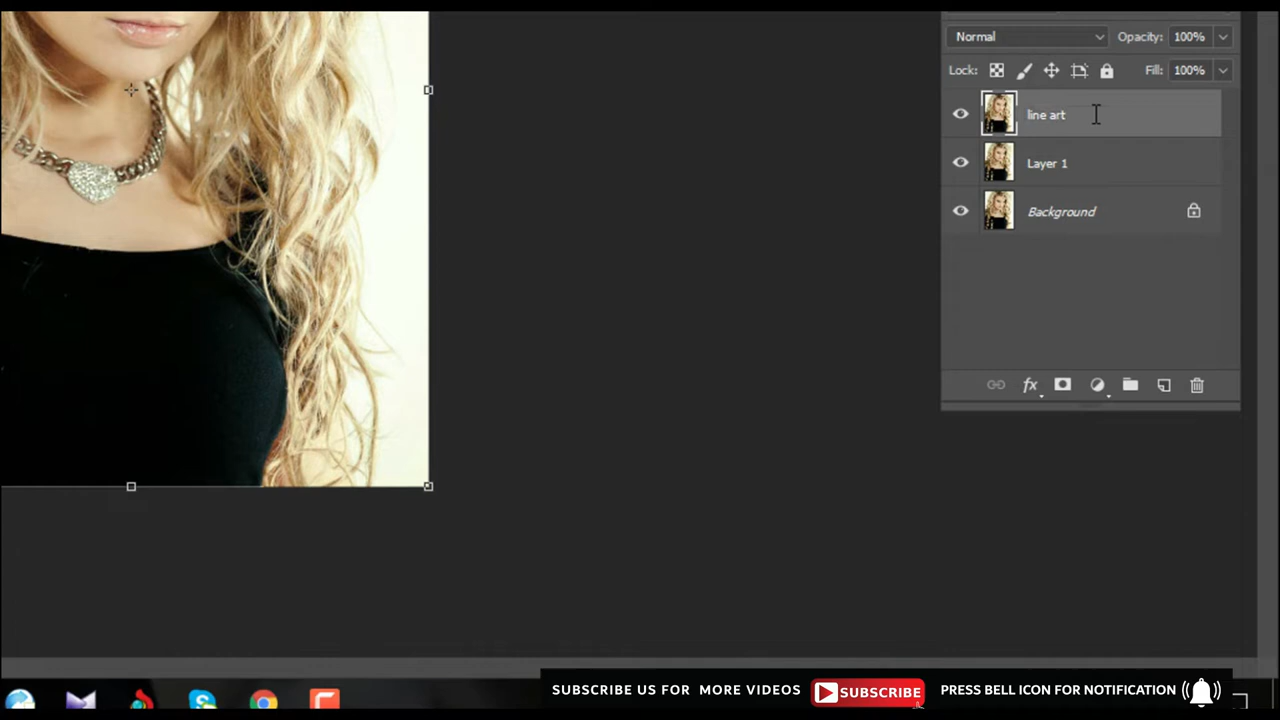 Normal Opacity: 100%
Lock: Fill: 100%
line art
Layer 1
Background
fx
SUBSCRIBE US FOR MORE VIDEOS SUBSCRIBE PRESS BELL ICON FOR NOTIFICATION